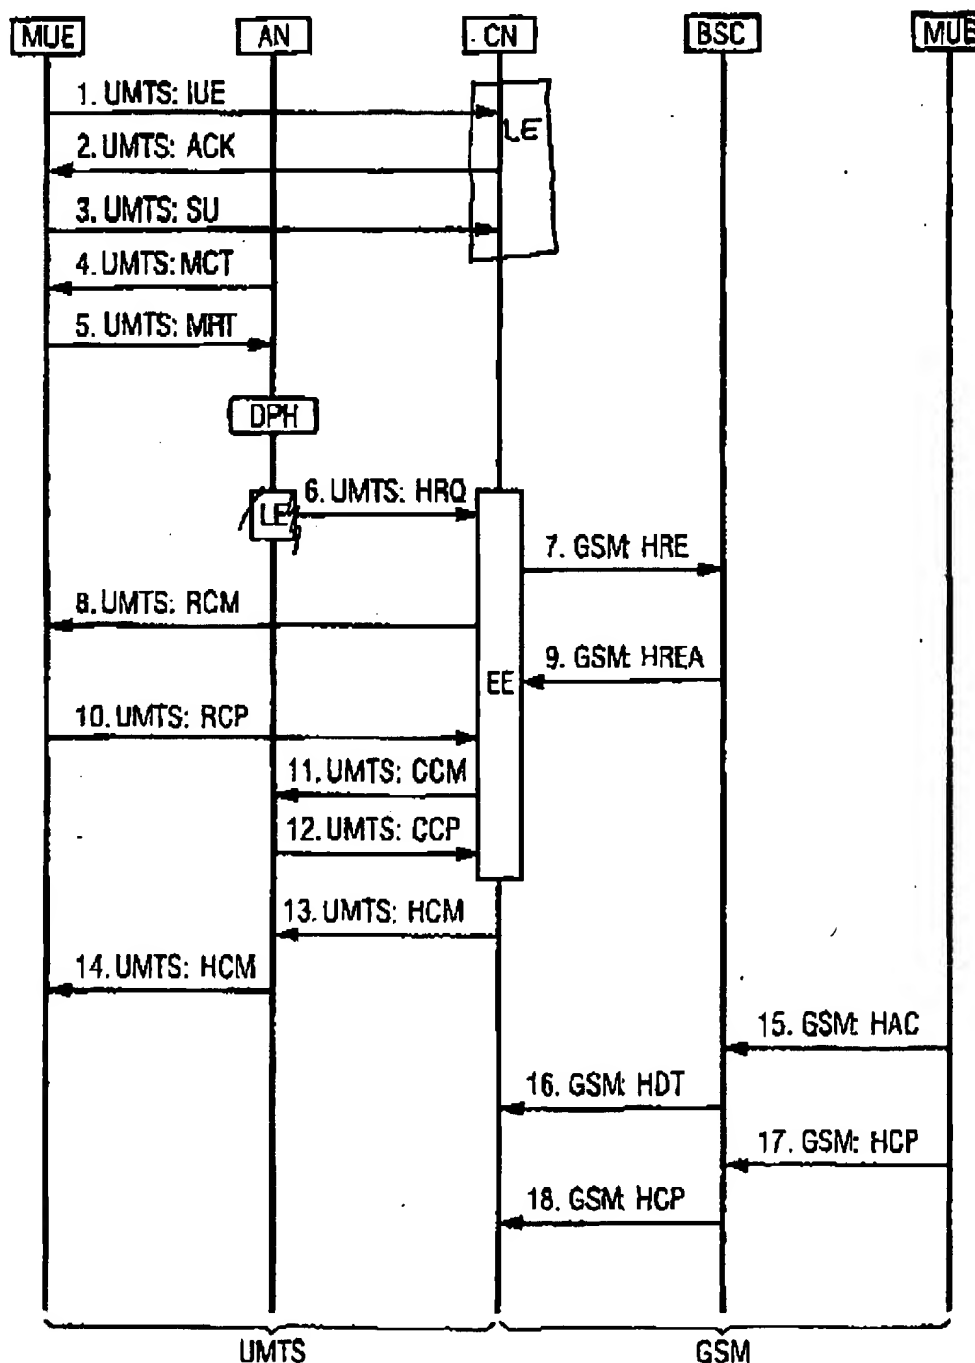 MUE AN CN BSC MUE
1. UMTS: IUE
LE
2. UMTS: ACK
3. UMTS: SU
4. UMTS: MCT
5. UMTS: MRT
DPH
LE
6. UMTS: HRQ
7. GSM: HRE
8. UMTS: RCM
9. GSM: HREA
EE
10. UMTS: RCP
11. UMTS: CCM
12. UMTS: CCP
13. UMTS: HCM
14. UMTS: HCM
15. GSM: HAC
16. GSM: HDT
17. GSM: HCP
18. GSM: HCP
UMTS GSM